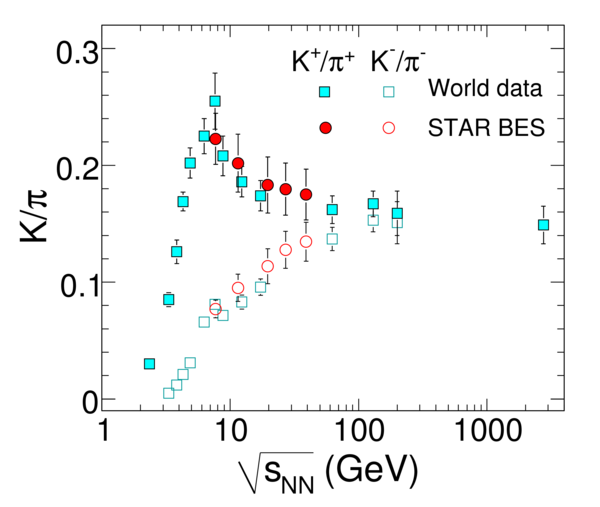 0.3
K⁺/π⁺ K⁻/π⁻
World data
STAR BES
0.2
K/π
0.1
0
1 10 100 1000
√sNN (GeV)